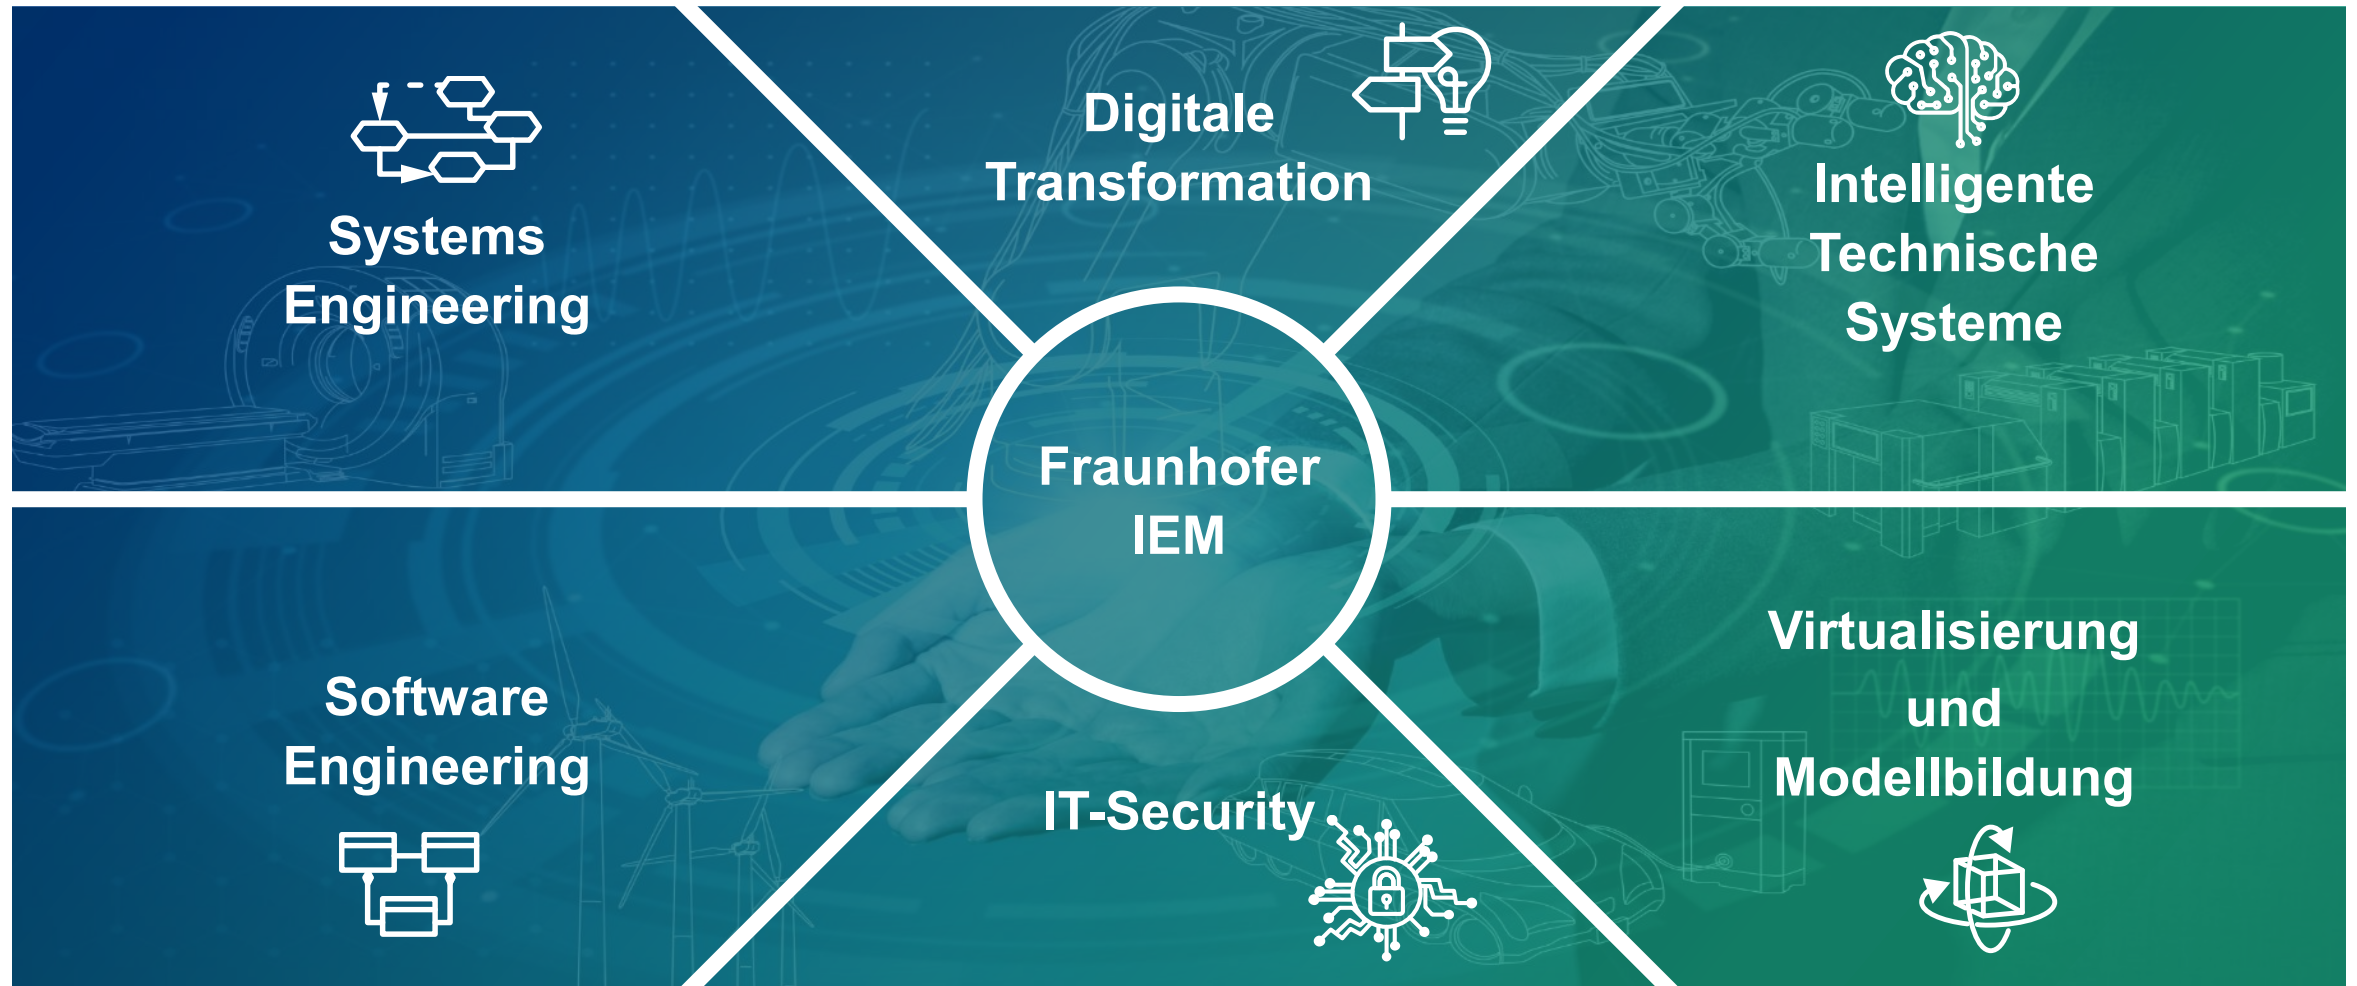 Systems
Engineering
Digitale
Transformation
Intelligente
Technische
Systeme
Fraunhofer
IEM
Software
Engineering
IT-Security
Virtualisierung
und
Modellbildung